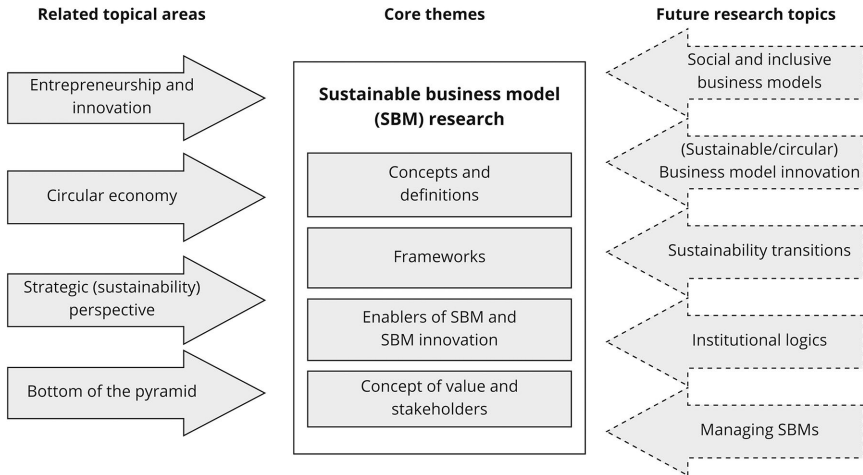 Related topical areas
Core themes
Future research topics
Entrepreneurship and
innovation
Circular economy
Strategic (sustainability)
perspective
Bottom of the pyramid
Sustainable business model
(SBM) research
Concepts and
definitions
Frameworks
Enablers of SBM and
SBM innovation
Concept of value and
stakeholders
Social and inclusive
business models
(Sustainable/circular)
Business model innovation
Sustainability transitions
Institutional logics
Managing SBMs